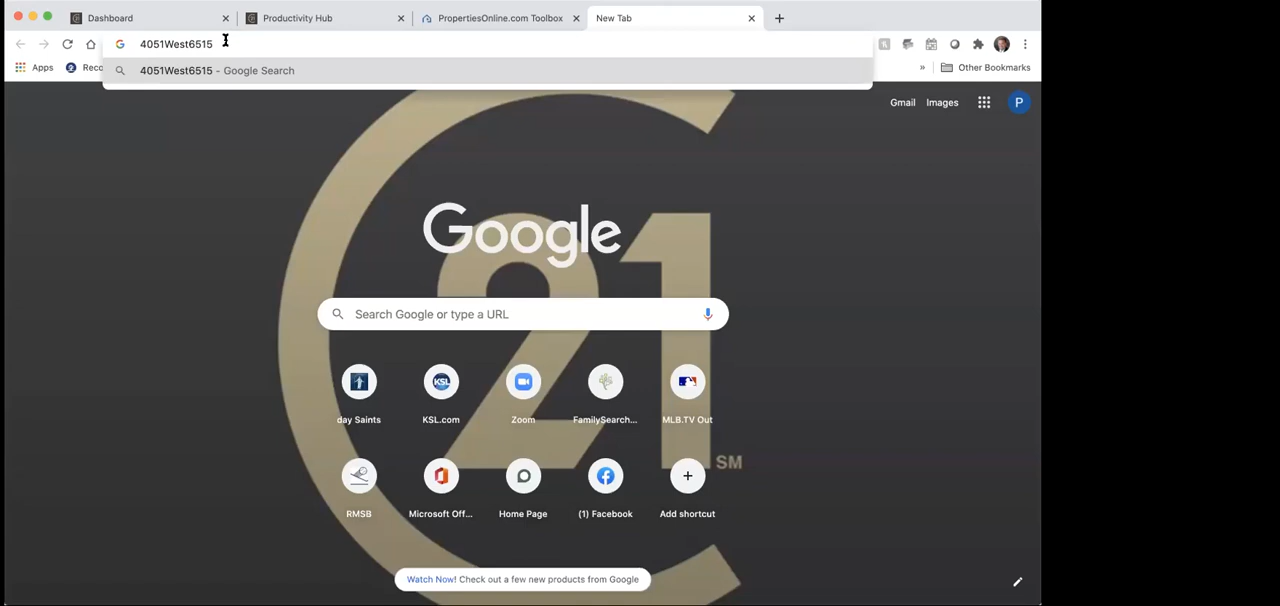 Dashboard
Productivity Hub
PropertiesOnline.com Toolbox
New Tab
4051West6515
Apps
Reco
4051West6515 - Google Search
»
Other Bookmarks
Gmail
Images
P
Google
C21
SM
Search Google or type a URL
day Saints
KSL
KSL.com
Zoom
FamilySearch...
MLB.TV Out
RMSB
Microsoft Off...
Home Page
(1) Facebook
Add shortcut
Watch Now! Check out a few new products from Google